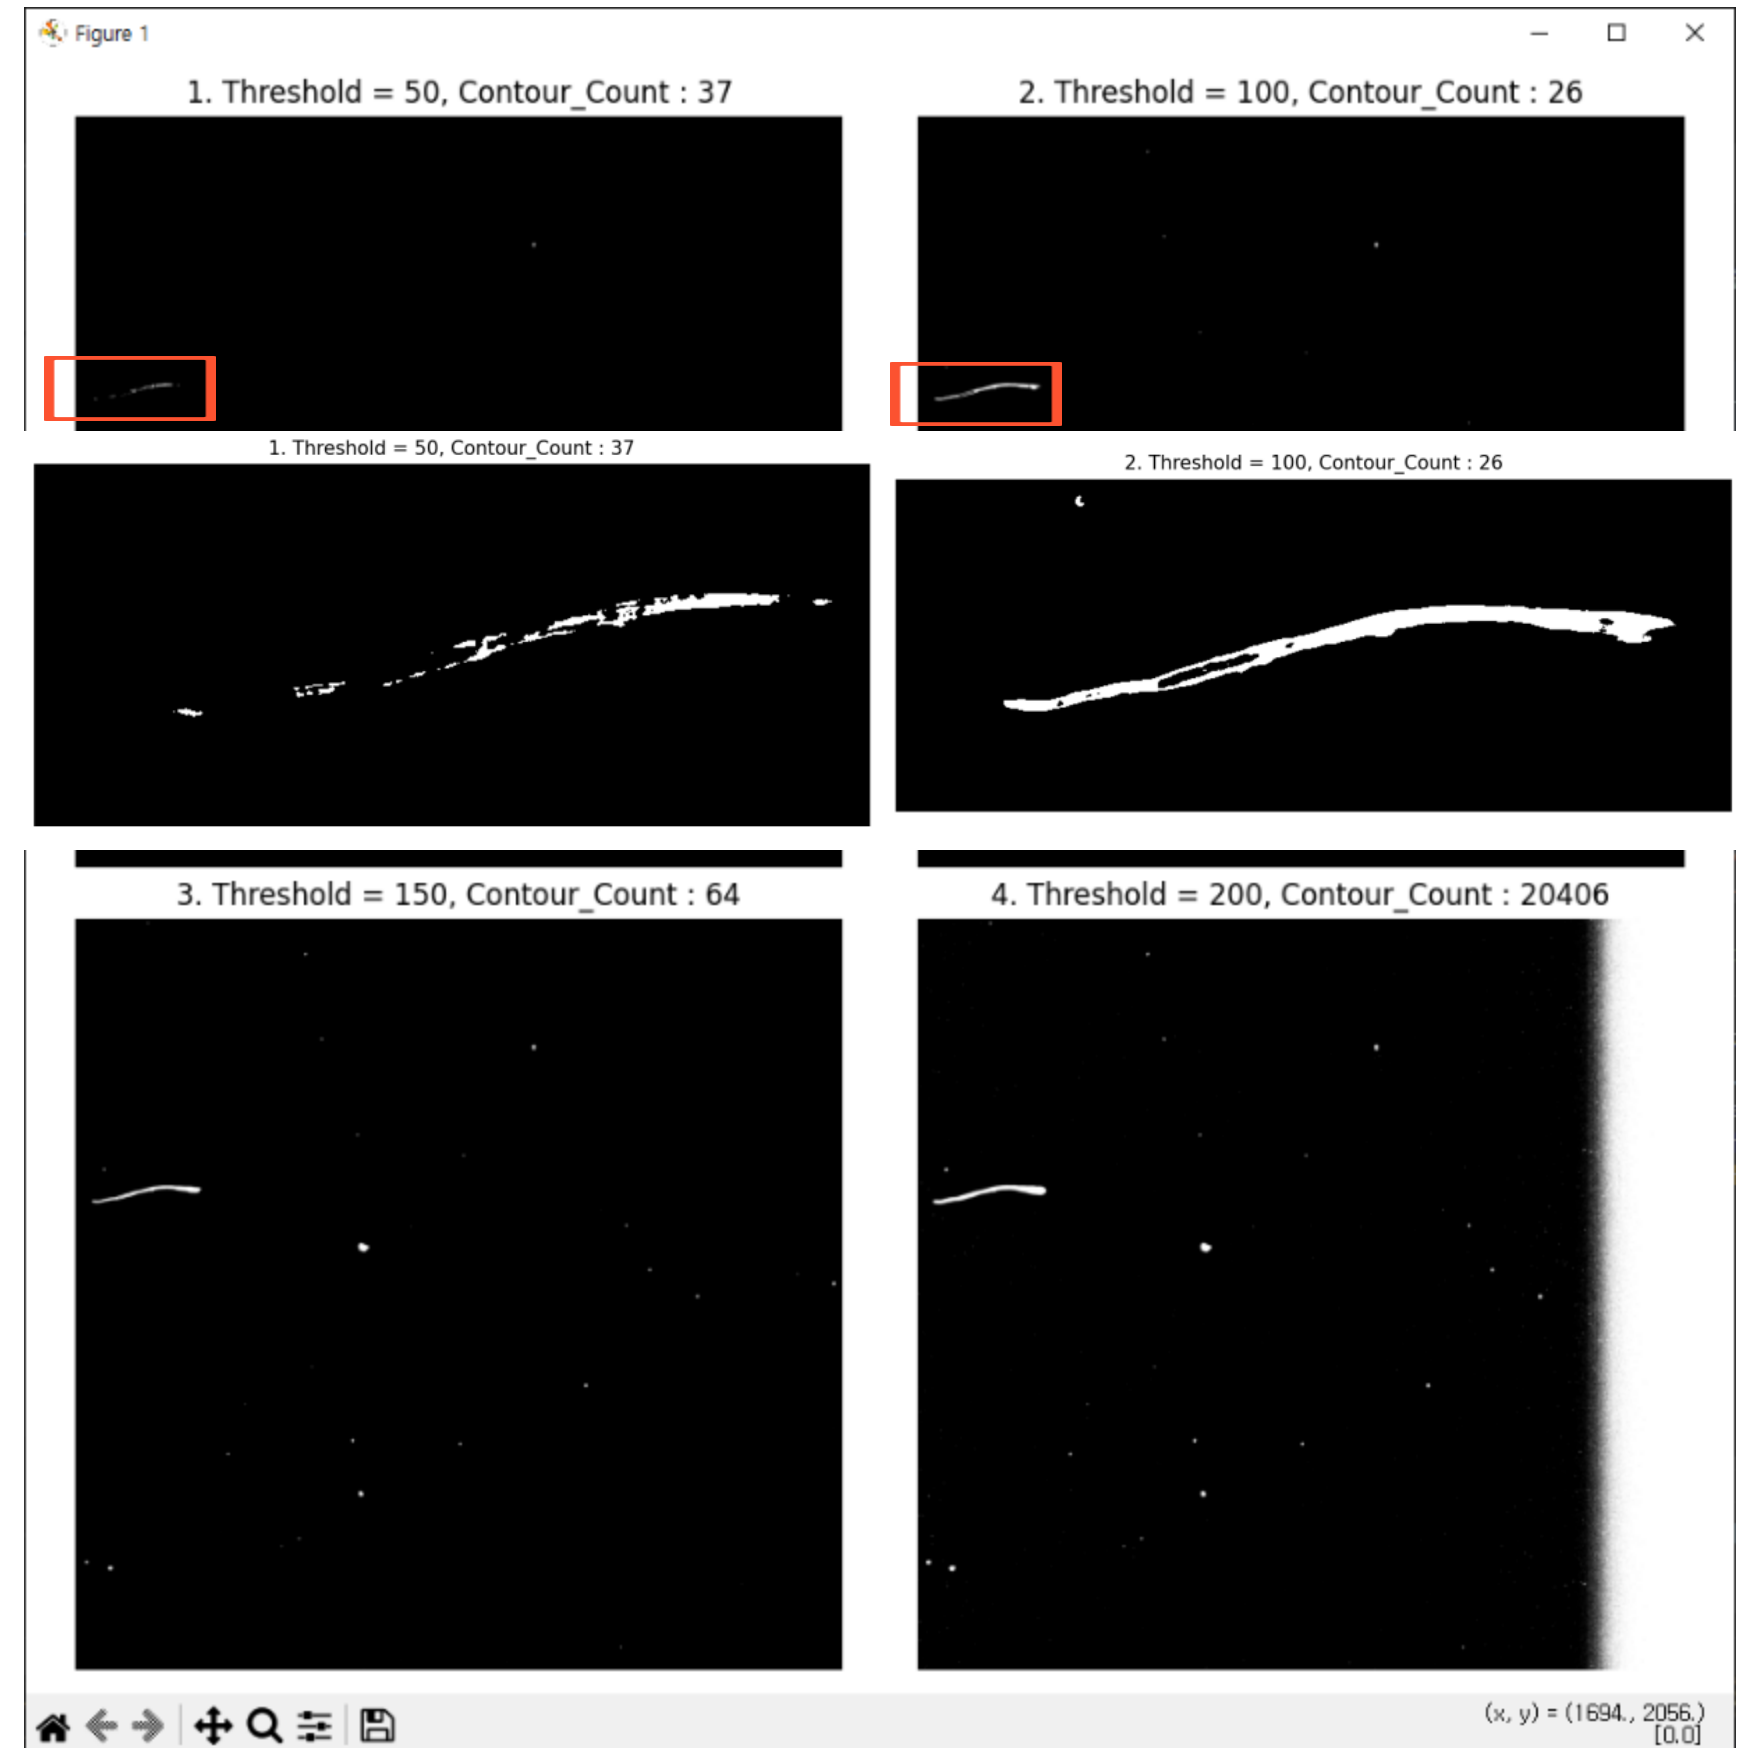 Figure 1
1. Threshold = 50, Contour_Count : 37
2. Threshold = 100, Contour_Count : 26
1. Threshold = 50, Contour_Count : 37
2. Threshold = 100, Contour_Count : 26
3. Threshold = 150, Contour_Count : 64
4. Threshold = 200, Contour_Count : 20406
(x, y) = (1694., 2056.)
[0.0]